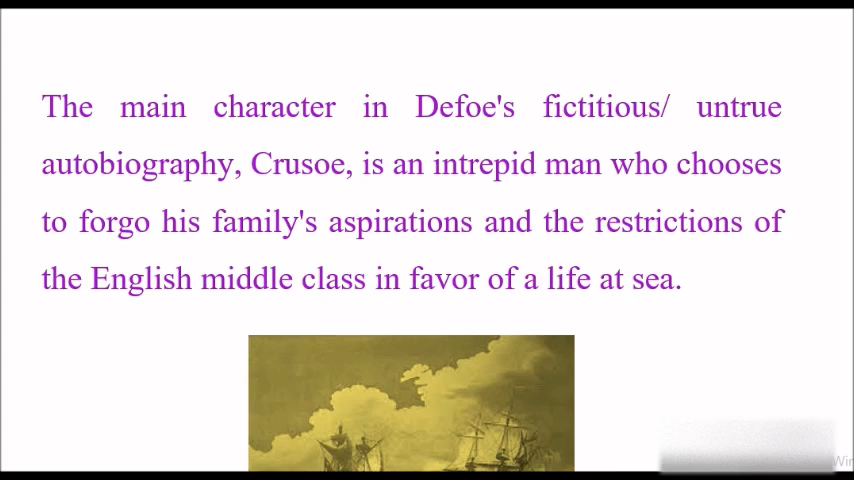 The main character in Defoe's fictitious/ untrue
autobiography, Crusoe, is an intrepid man who chooses
to forgo his family's aspirations and the restrictions of
the English middle class in favor of a life at sea.